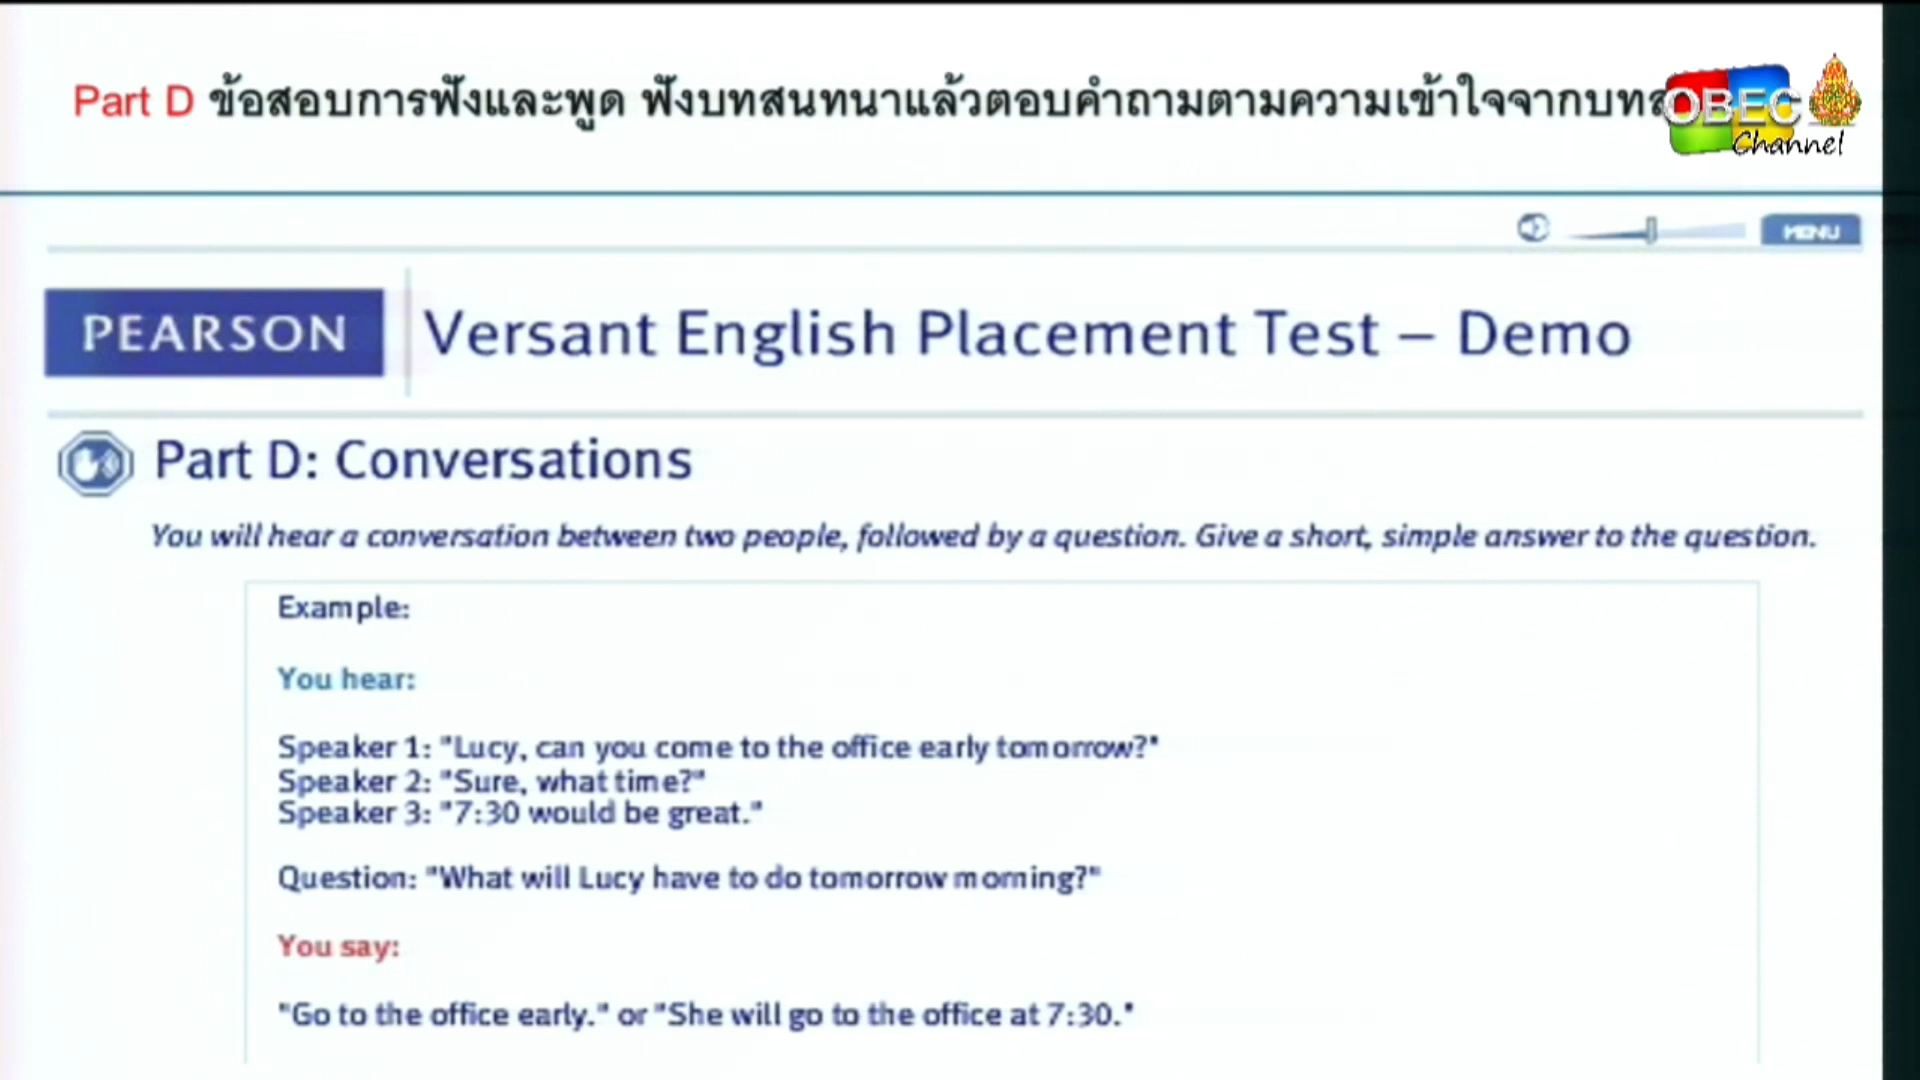 Part D ข้อสอบการฟังและพูด ฟังบทสนทนาแล้วตอบคำถามตามความเข้าใจจาก
OBEC
Channel
MENU
PEARSON
Versant English Placement Test – Demo
Part D: Conversations
You will hear a conversation between two people, followed by a question. Give a short, simple answer to the question.
Example:
You hear:
Speaker 1: "Lucy, can you come to the office early tomorrow?"
Speaker 2: "Sure, what time?"
Speaker 3: "7:30 would be great."
Question: "What will Lucy have to do tomorrow morning?"
You say:
"Go to the office early." or "She will go to the office at 7:30."